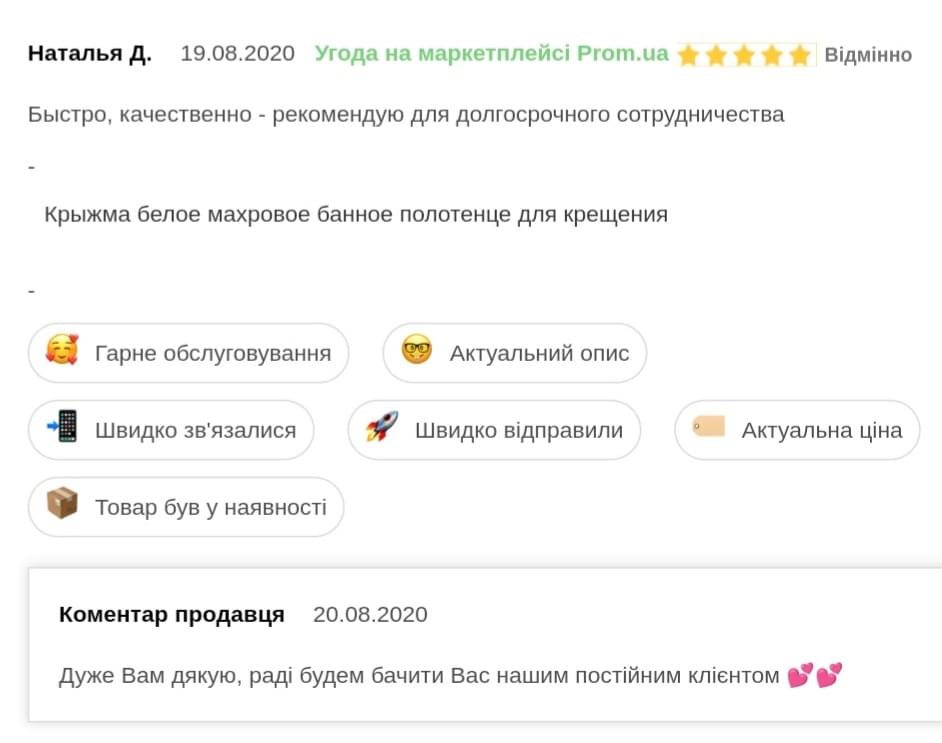 Наталья Д. 19.08.2020 Угода на маркетплейсі Prom.ua ⭐⭐⭐⭐⭐ Відмінно
Быстро, качественно - рекомендую для долгосрочного сотрудничества
-
Крыжма белое махровое банное полотенце для крещения
-
🥰 Гарне обслуговування 🤓 Актуальний опис
📲 Швидко зв'язалися 🚀 Швидко відправили 🏷 Актуальна ціна
📦 Товар був у наявності
Коментар продавця 20.08.2020
Дуже Вам дякую, раді будем бачити Вас нашим постійним клієнтом 💕💕